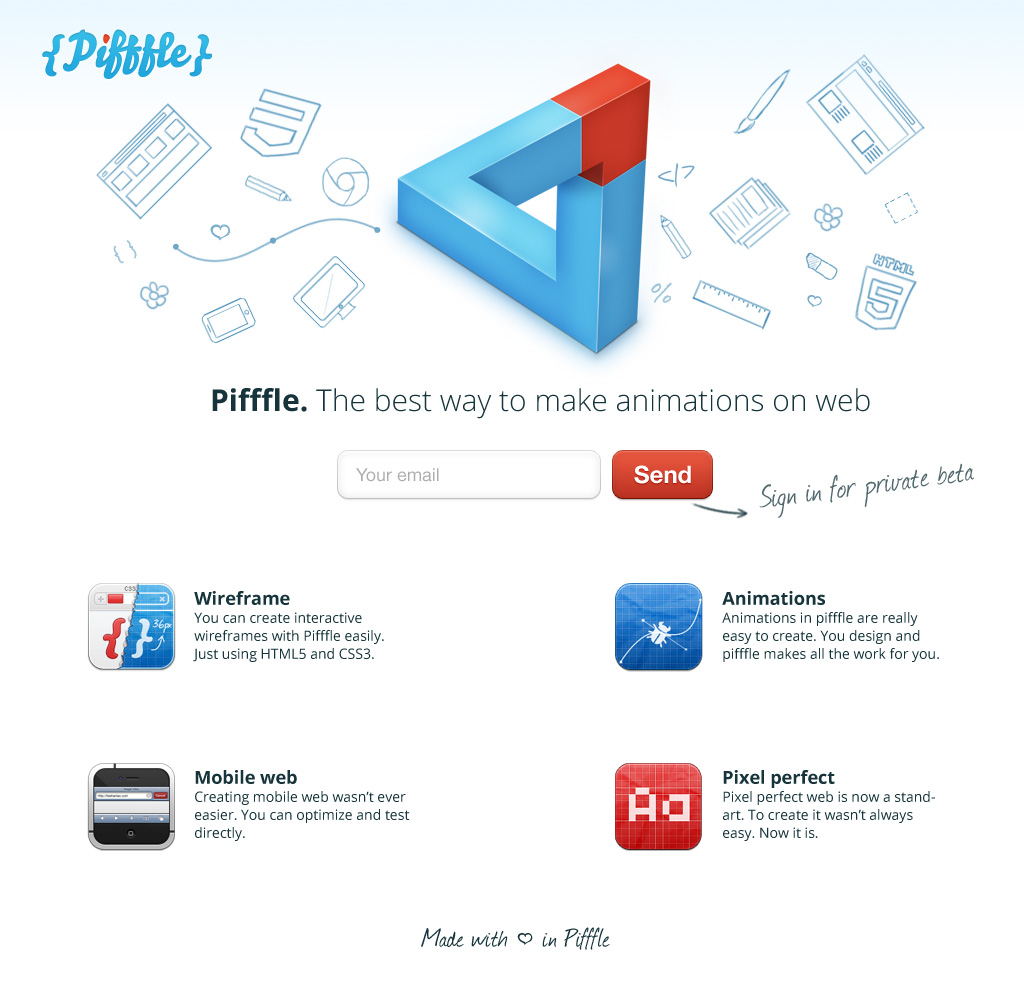 {Pifffle}
</>
{ }
%
HTML
5
Pifffle. The best way to make animations on web
Your email
Send
Sign in for private beta
CSS
36px
{ }
Wireframe
You can create interactive
wireframes with Pifffle easily.
Just using HTML5 and CSS3.
Animations
Animations in pifffle are really
easy to create. You design and
pifffle makes all the work for you.
Mobile web
Creating mobile web wasn't ever
easier. You can optimize and test
directly.
Pixel perfect
Pixel perfect web is now a stand-
art. To create it wasn't always
easy. Now it is.
Made with ♡ in Pifffle